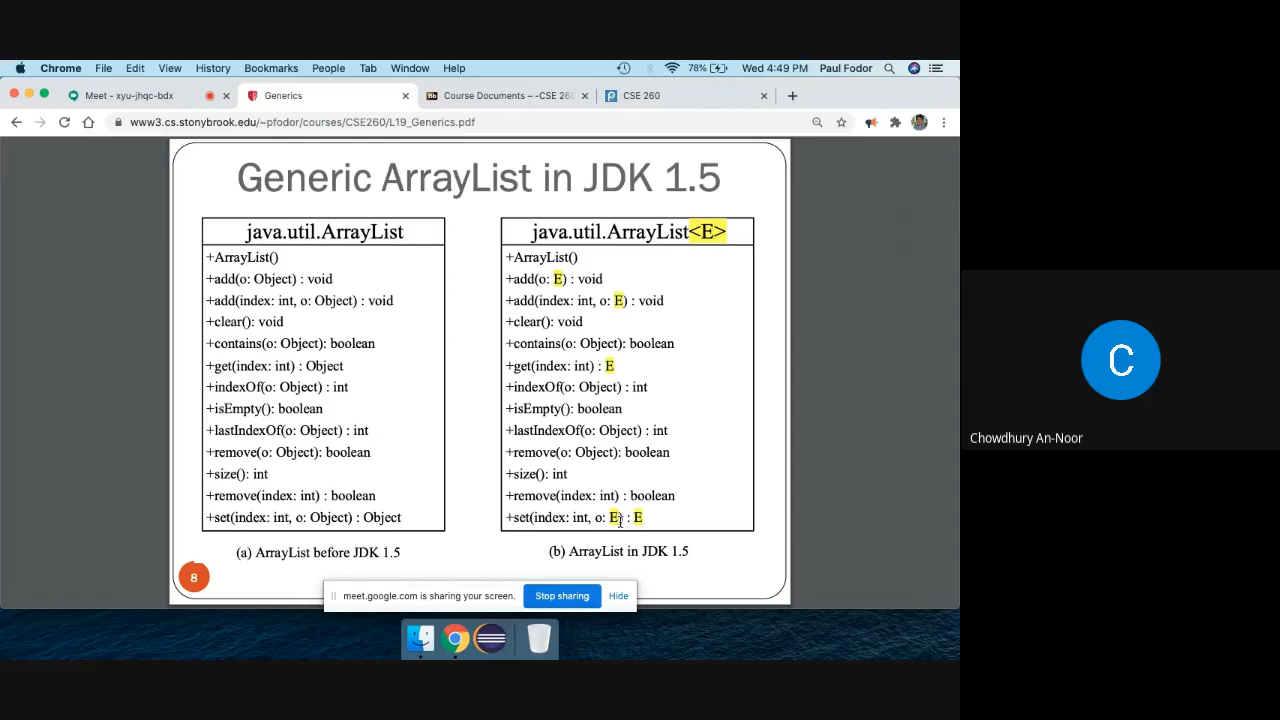 Chrome File Edit View History Bookmarks People Tab Window Help 78% Wed 4:49 PM Paul Fodor
Meet - xyu-jhqc-bdx Generics Course Documents – -CSE 260 CSE 260
www3.cs.stonybrook.edu/~pfodor/courses/CSE260/L19_Generics.pdf
Generic ArrayList in JDK 1.5
java.util.ArrayList
+ArrayList()
+add(o: Object) : void
+add(index: int, o: Object) : void
+clear(): void
+contains(o: Object): boolean
+get(index: int) : Object
+indexOf(o: Object) : int
+isEmpty(): boolean
+lastIndexOf(o: Object) : int
+remove(o: Object): boolean
+size(): int
+remove(index: int) : boolean
+set(index: int, o: Object) : Object
(a) ArrayList before JDK 1.5
java.util.ArrayList<E>
+ArrayList()
+add(o: E) : void
+add(index: int, o: E) : void
+clear(): void
+contains(o: Object): boolean
+get(index: int) : E
+indexOf(o: Object) : int
+isEmpty(): boolean
+lastIndexOf(o: Object) : int
+remove(o: Object): boolean
+size(): int
+remove(index: int) : boolean
+set(index: int, o: E) : E
(b) ArrayList in JDK 1.5
8
meet.google.com is sharing your screen. Stop sharing Hide
C
Chowdhury An-Noor